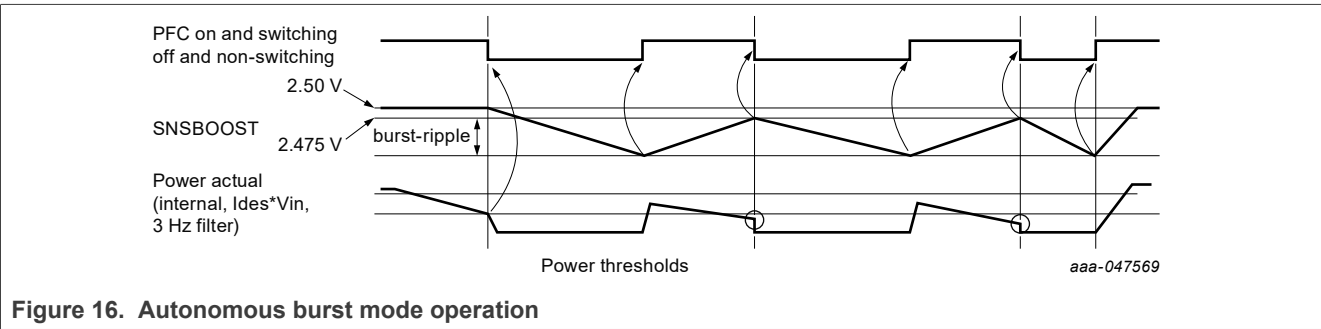 PFC on and switching
off and non-switching
2.50 V
SNSBOOST
2.475 V
burst-ripple
Power actual
(internal, Ides*Vin,
3 Hz filter)
Power thresholds
aaa-047569
Figure 16. Autonomous burst mode operation